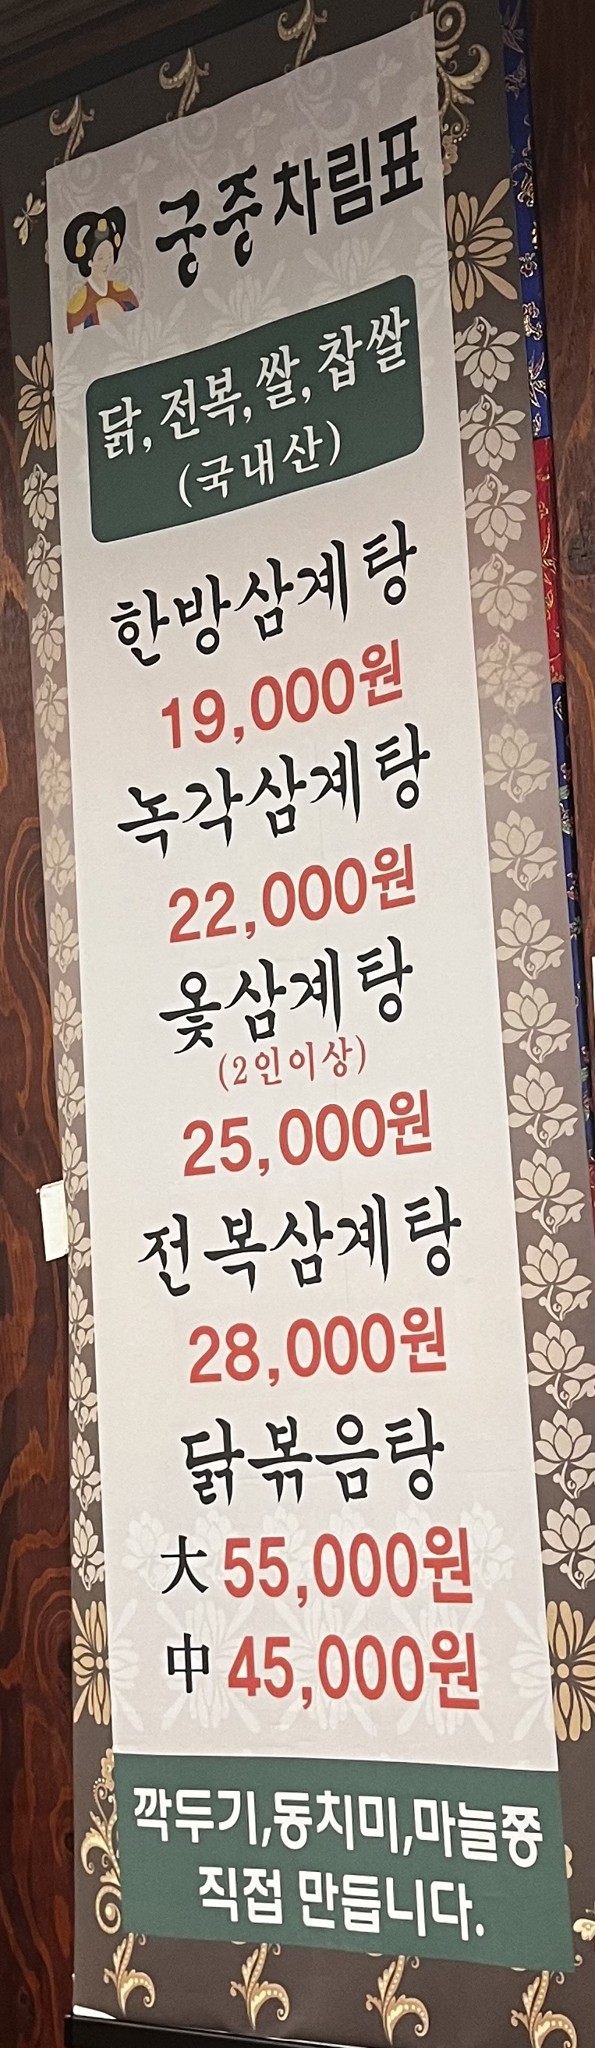 궁중 차림표
닭, 전복, 쌀, 찹쌀
(국내산)
한방삼계탕
19,000원
녹각삼계탕
22,000원
옻삼계탕
(2인이상)
25,000원
전복삼계탕
28,000원
닭볶음탕
大 55,000원
中 45,000원
깍두기,동치미,마늘쫑
직접 만듭니다.